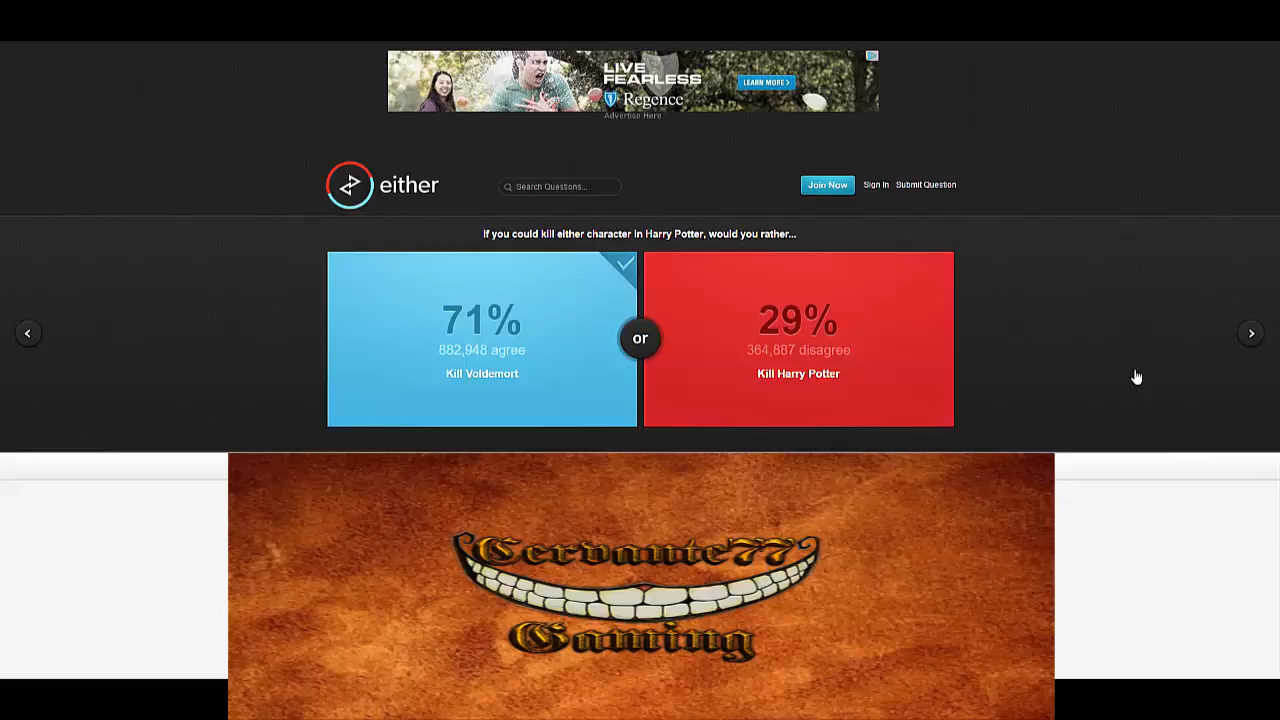 LIVE
FEARLESS
Regence
LEARN MORE >
Advertise Here
either
Search Questions...
Join Now
Sign In
Submit Question
If you could kill either character in Harry Potter, would you rather...
71%
882,948 agree
Kill Voldemort
or
29%
364,887 disagree
Kill Harry Potter
Cervante77
Gaming